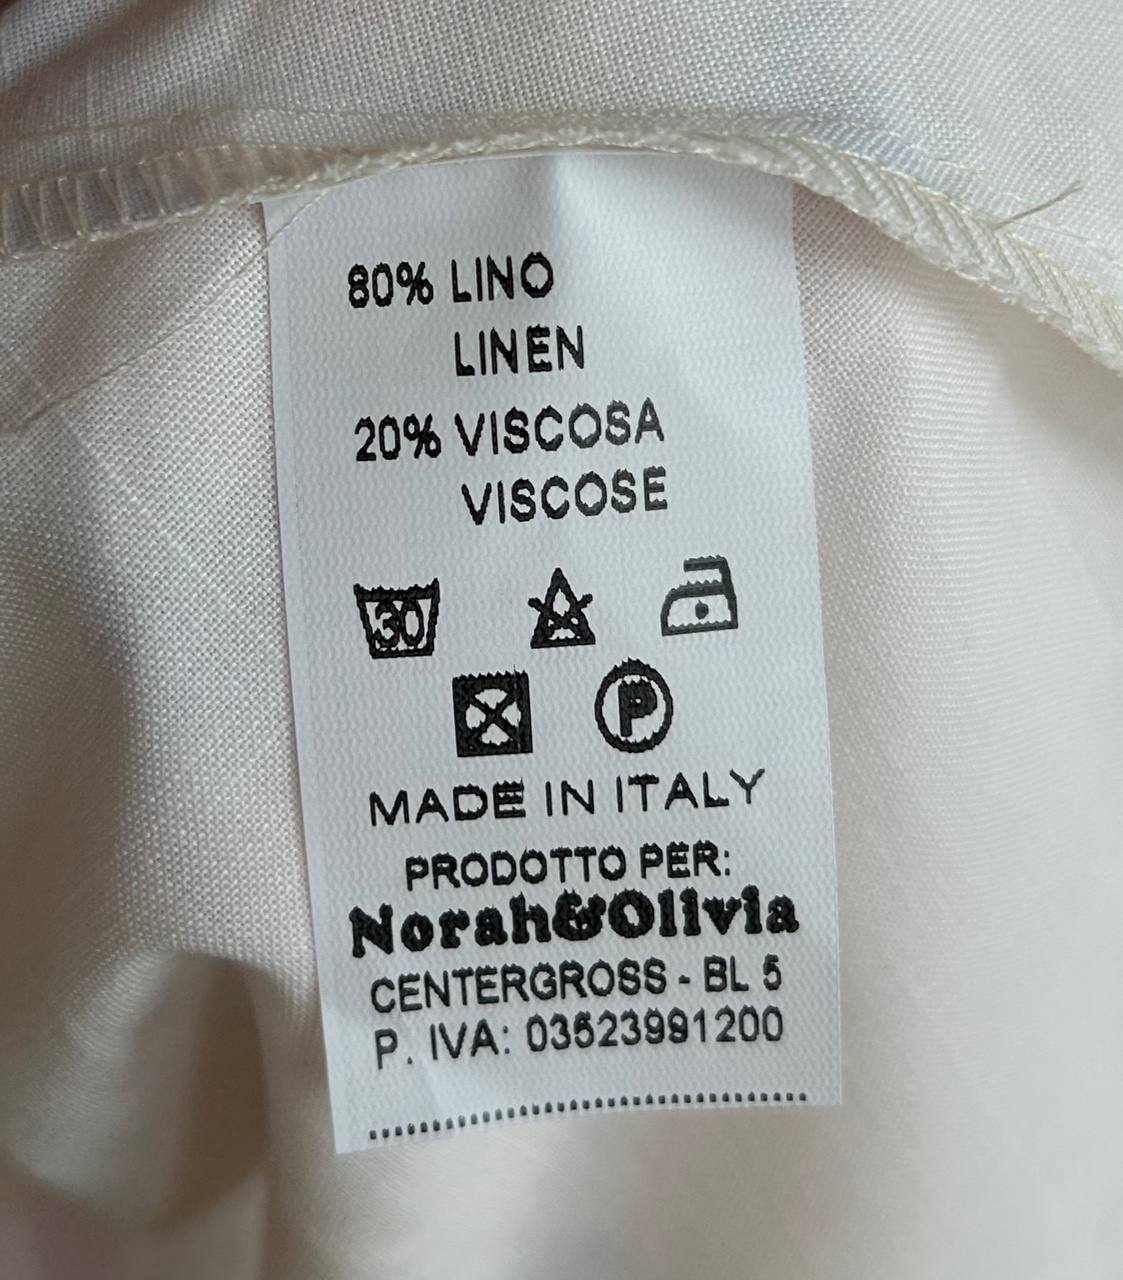 80% LINO
LINEN
20% VISCOSA
VISCOSE
30
P
MADE IN ITALY
PRODOTTO PER:
Norah&Olivia
CENTERGROSS - BL 5
P. IVA: 03523991200